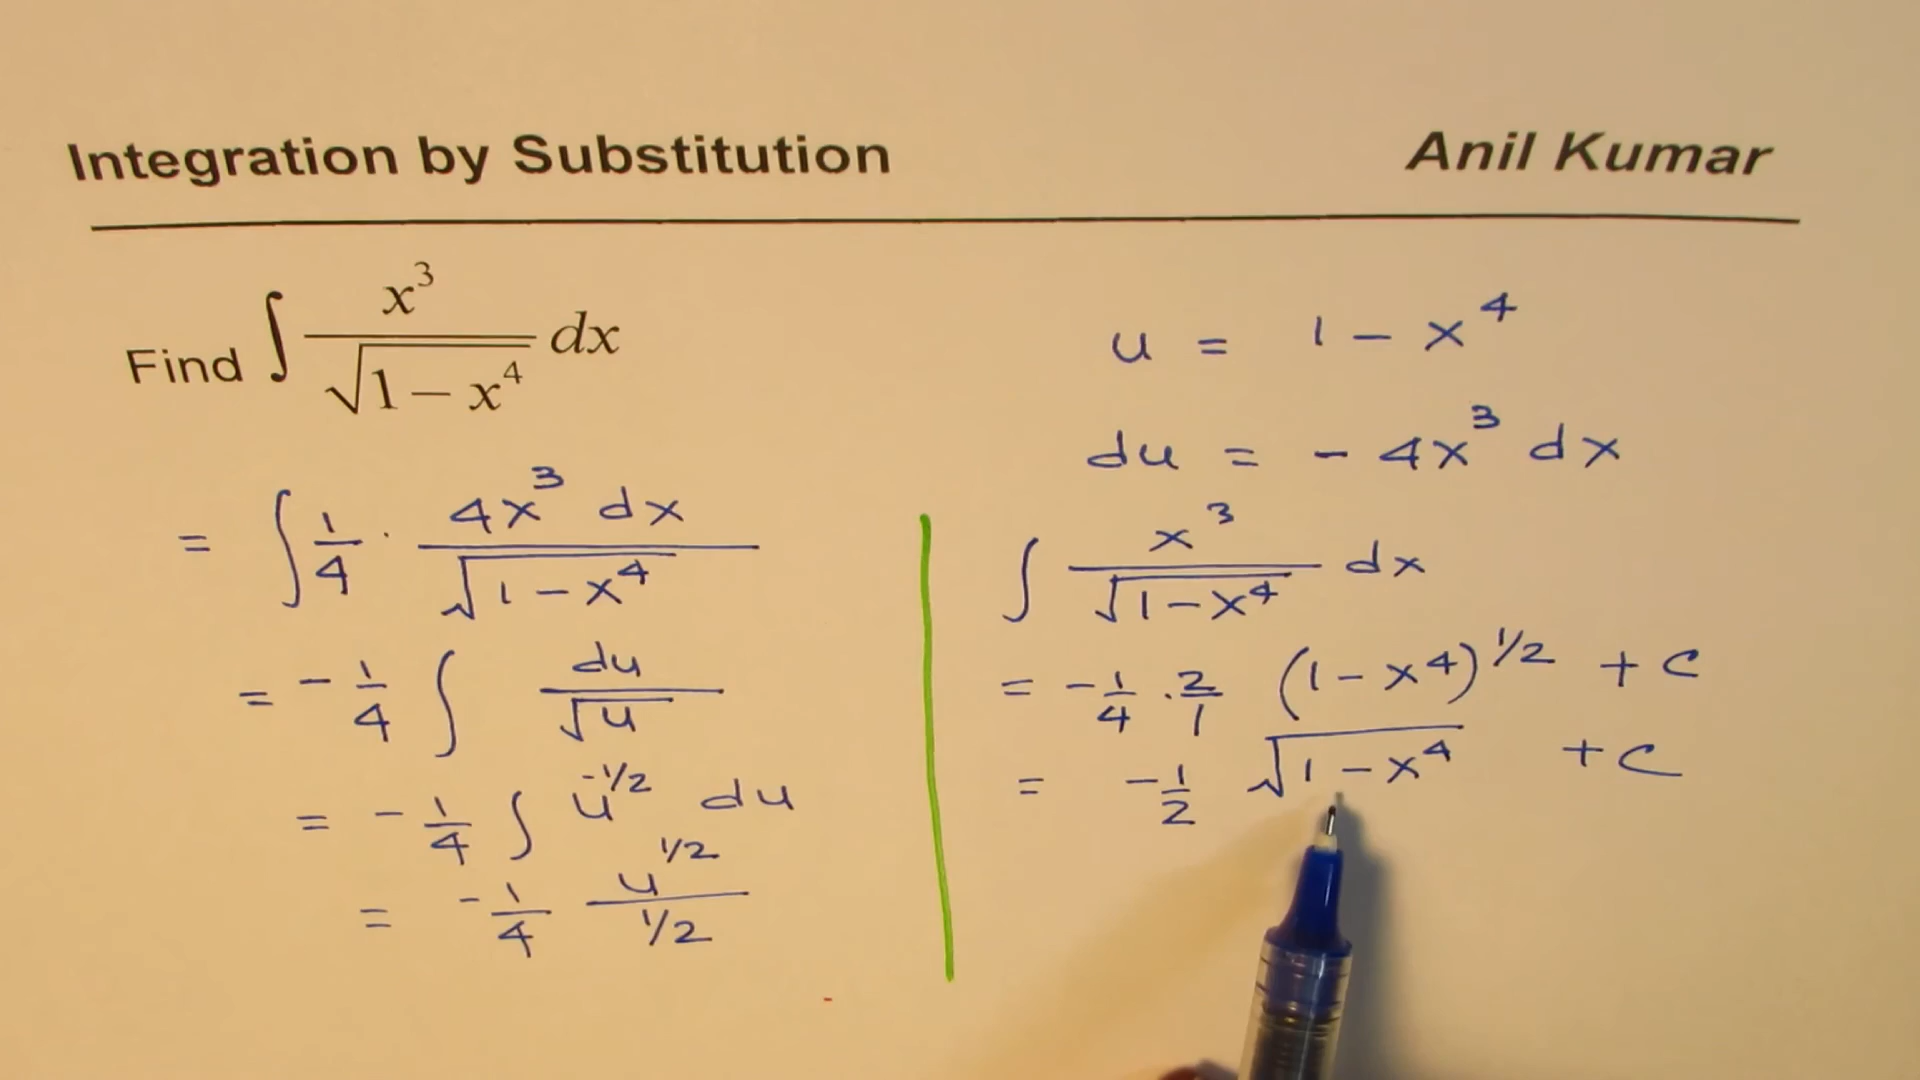 Integration by Substitution Anil Kumar
Find ∫ x³/√(1−x⁴) dx
= ∫ 1/4 · 4x³ dx/√(1−x⁴)
= −1/4 ∫ du/√u
= −1/4 ∫ u^(−1/2) du
= −1/4 u^(1/2)/(1/2)
u = 1 − x⁴
du = −4x³ dx
∫ x³/√(1−x⁴) dx
= −1/4 · 2/1 (1−x⁴)^(1/2) + c
= −1/2 √(1−x⁴) + c